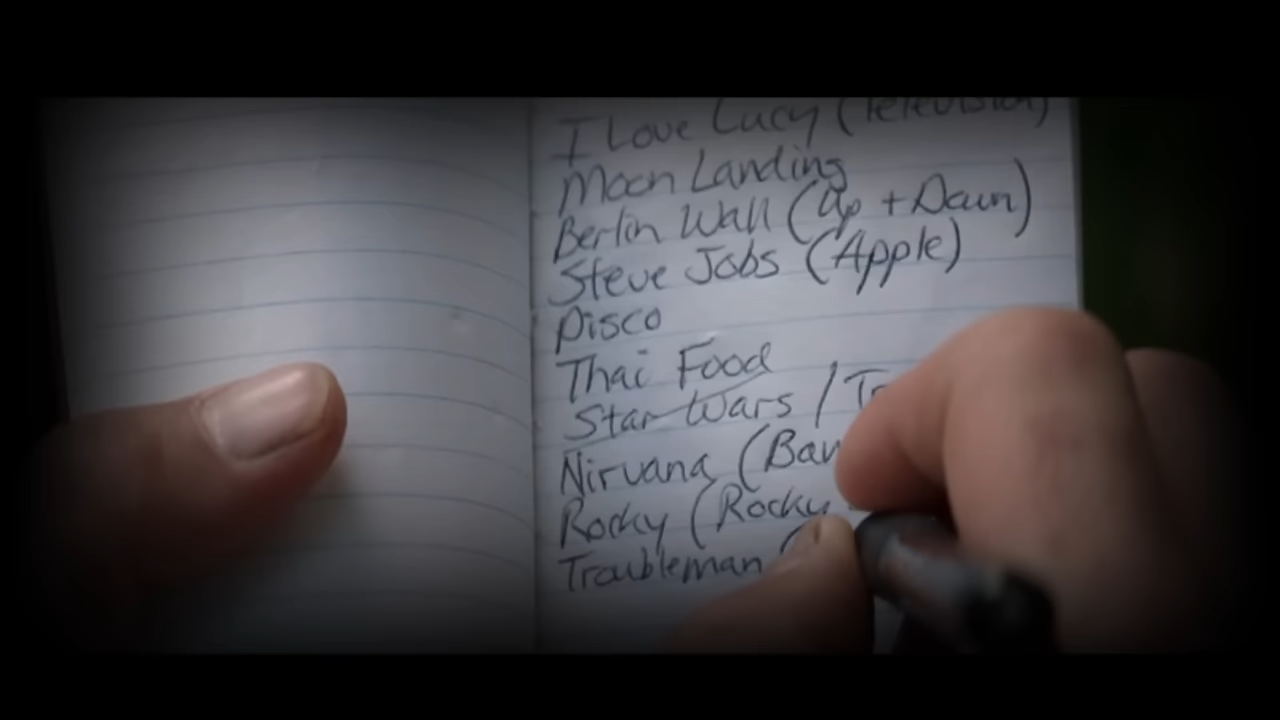 I Love Lucy (Television)
Moon Landing
Berlin Wall (Up + Down)
Steve Jobs (Apple)
Disco
Thai Food
Star Wars /
Nirvana (Ban
Rocky (Rocky
Troubleman (